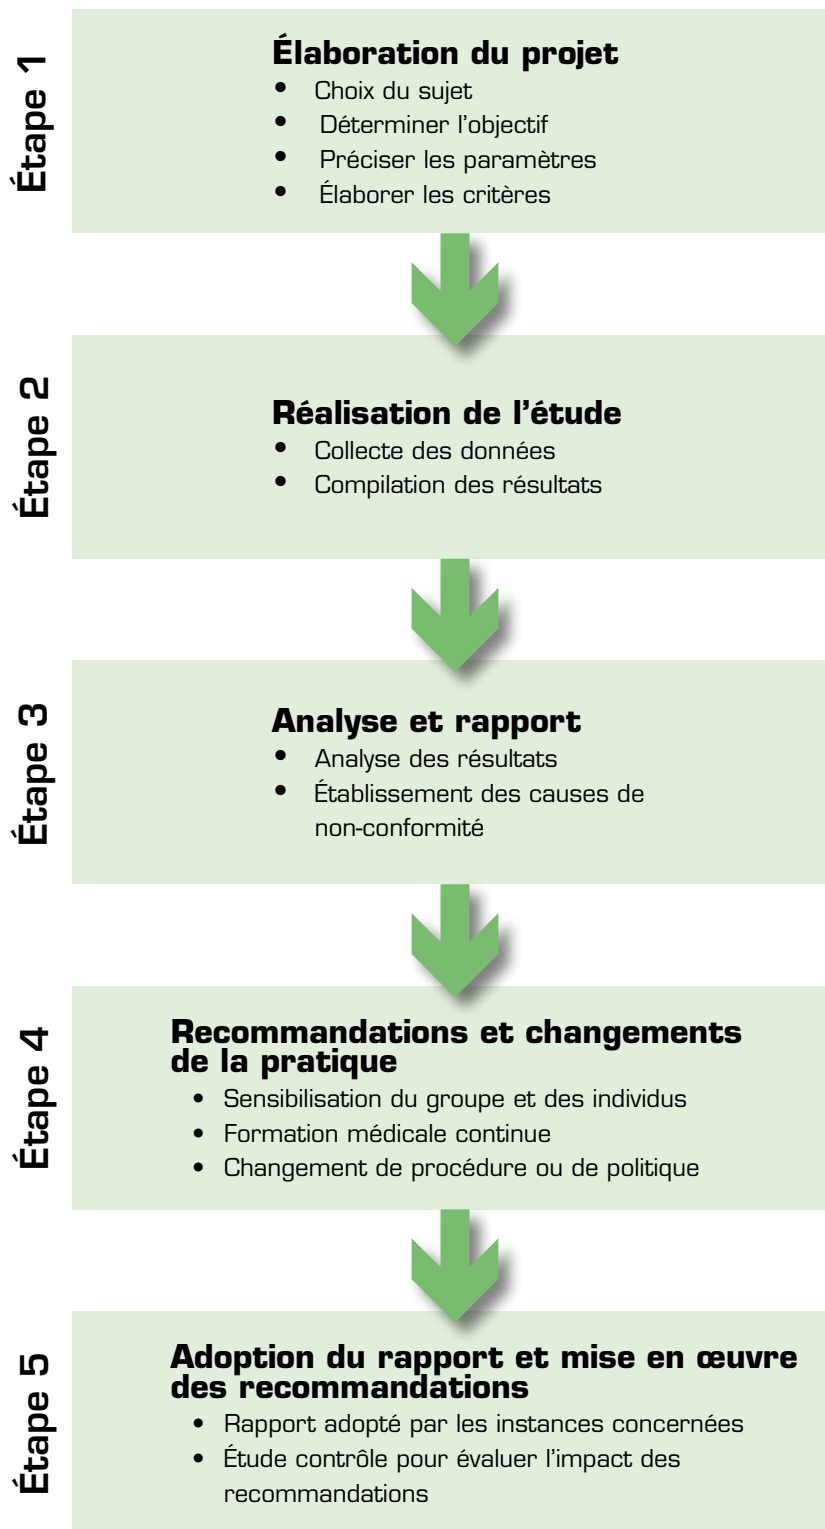 Étape 1
Élaboration du projet
• Choix du sujet
• Déterminer l’objectif
• Préciser les paramètres
• Élaborer les critères
Étape 2
Réalisation de l’étude
• Collecte des données
• Compilation des résultats
Étape 3
Analyse et rapport
• Analyse des résultats
• Établissement des causes de
non-conformité
Étape 4
Recommandations et changements
de la pratique
• Sensibilisation du groupe et des individus
• Formation médicale continue
• Changement de procédure ou de politique
Étape 5
Adoption du rapport et mise en œuvre
des recommandations
• Rapport adopté par les instances concernées
• Étude contrôle pour évaluer l’impact des
recommandations